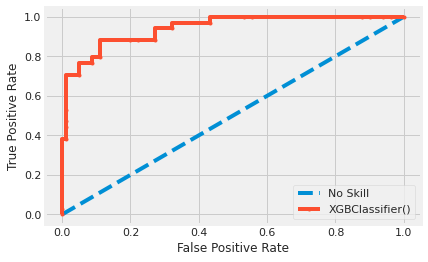 1.0
0.8
0.6
0.4
0.2
0.0
True Positive Rate
0.0 0.2 0.4 0.6 0.8 1.0
False Positive Rate
No Skill
XGBClassifier()